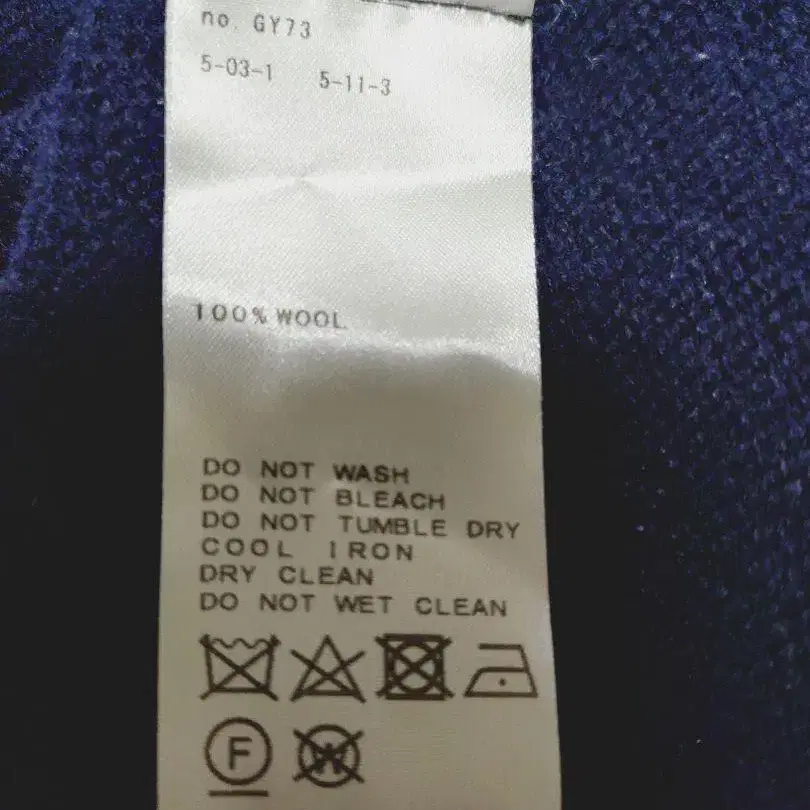 no. GY73
5-03-1 5-11-3
100% WOOL
DO NOT WASH
DO NOT BLEACH
DO NOT TUMBLE DRY
COOL IRON
DRY CLEAN
DO NOT WET CLEAN
F W